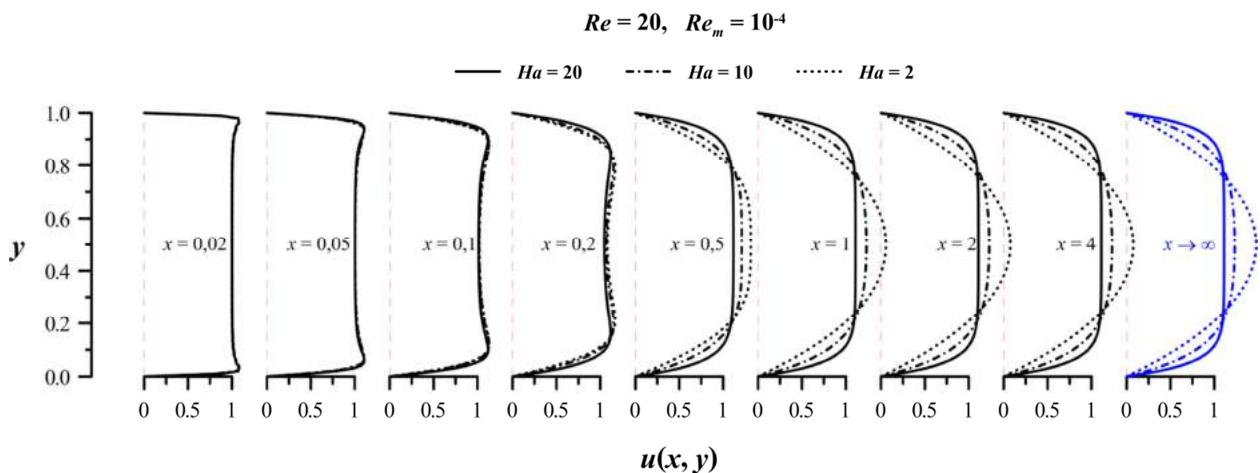 Re = 20, Re_m = 10^-4
Ha = 20 Ha = 10 Ha = 2
1.0
0.8
0.6
0.4
0.2
0.0
y
x = 0,02 x = 0,05 x = 0,1 x = 0,2 x = 0,5 x = 1 x = 2 x = 4 x → ∞
0 0.5 1 0 0.5 1 0 0.5 1 0 0.5 1 0 0.5 1 0 0.5 1 0 0.5 1 0 0.5 1 0 0.5 1
u(x, y)